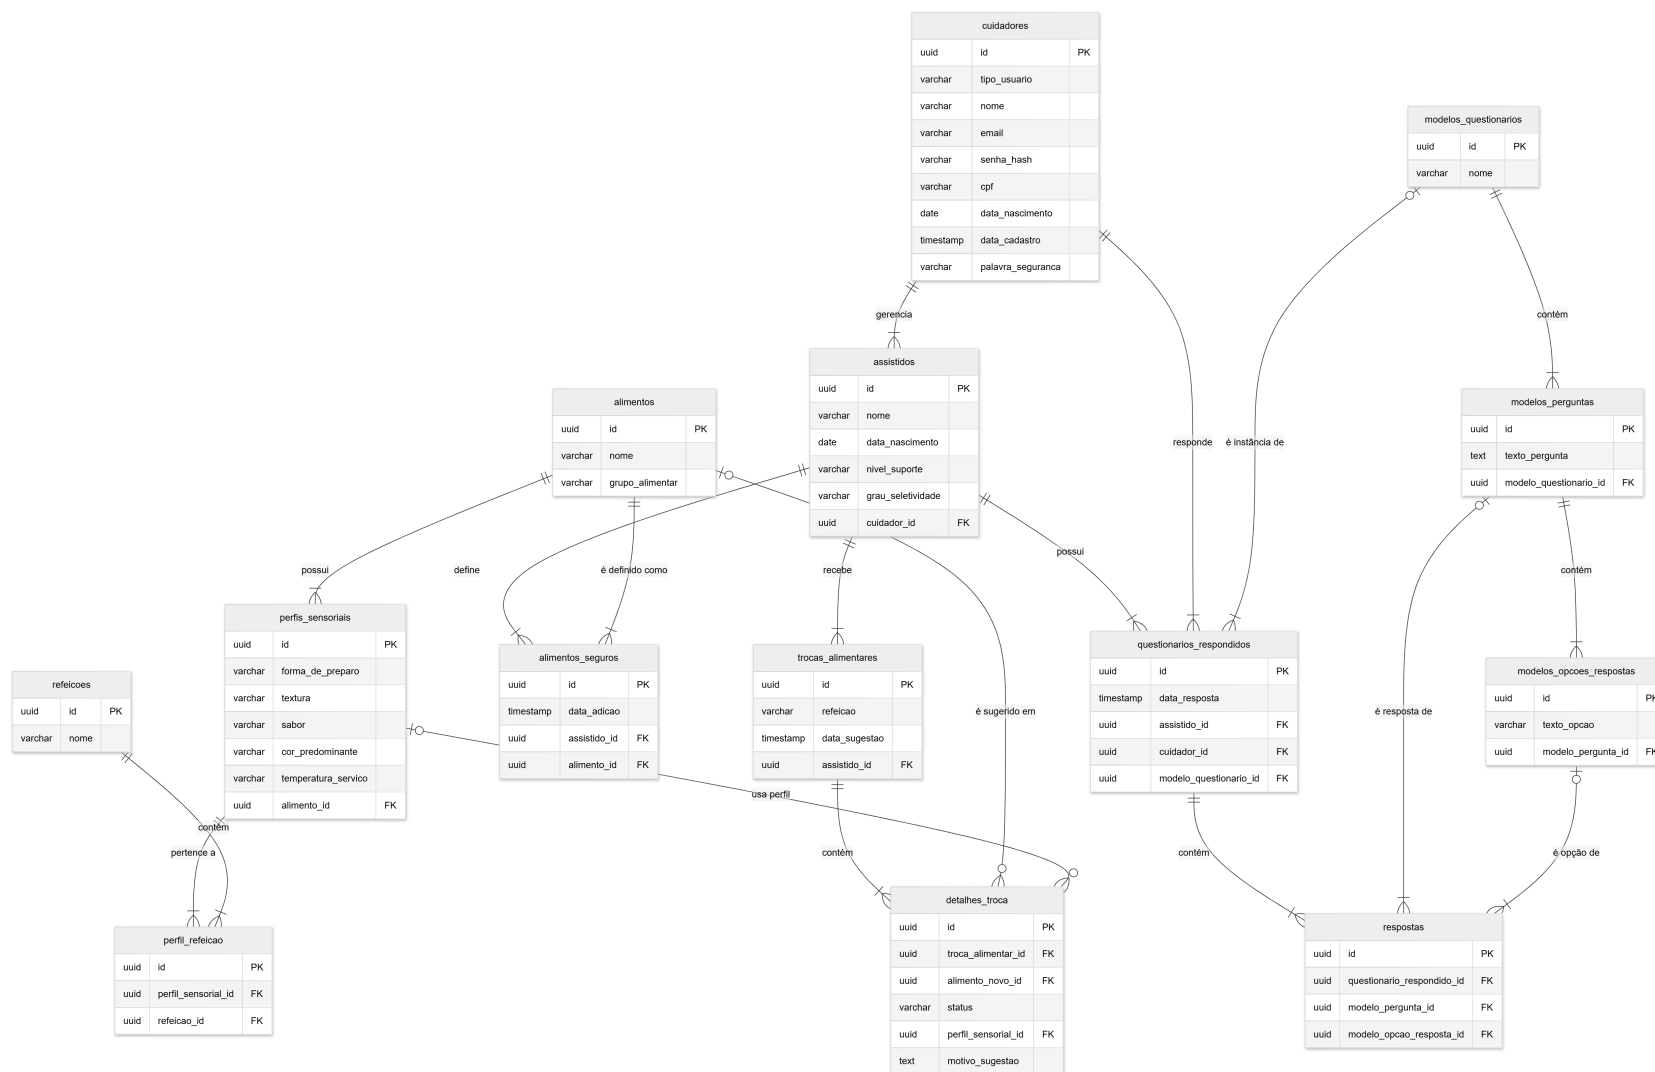 cuidadores
uuid id PK
varchar tipo_usuario
varchar nome
varchar email
varchar senha_hash
varchar cpf
date data_nascimento
timestamp data_cadastro
varchar palavra_seguranca
modelos_questionarios
uuid id PK
varchar nome
gerencia
contém
responde
é instância de
assistidos
uuid id PK
varchar nome
date data_nascimento
varchar nivel_suporte
varchar grau_seletividade
uuid cuidador_id FK
alimentos
uuid id PK
varchar nome
varchar grupo_alimentar
modelos_perguntas
uuid id PK
text texto_pergunta
uuid modelo_questionario_id FK
possui
define
é definido como
recebe
possui
contém
perfis_sensoriais
uuid id PK
varchar forma_de_preparo
varchar textura
varchar sabor
varchar cor_predominante
varchar temperatura_servico
uuid alimento_id FK
refeicoes
uuid id PK
varchar nome
alimentos_seguros
uuid id PK
timestamp data_adicao
uuid assistido_id FK
uuid alimento_id FK
trocas_alimentares
uuid id PK
varchar refeicao
timestamp data_sugestao
uuid assistido_id FK
é sugerido em
questionarios_respondidos
uuid id PK
timestamp data_resposta
uuid assistido_id FK
uuid cuidador_id FK
uuid modelo_questionario_id FK
é resposta de
modelos_opcoes_respostas
uuid id PK
varchar texto_opcao
uuid modelo_pergunta_id FK
usa perfil
contém
pertence a
contém
contém
é opção de
perfil_refeicao
uuid id PK
uuid perfil_sensorial_id FK
uuid refeicao_id FK
detalhes_troca
uuid id PK
uuid troca_alimentar_id FK
uuid alimento_novo_id FK
varchar status
uuid perfil_sensorial_id FK
text motivo_sugestao
respostas
uuid id PK
uuid questionario_respondido_id FK
uuid modelo_pergunta_id FK
uuid modelo_opcao_resposta_id FK